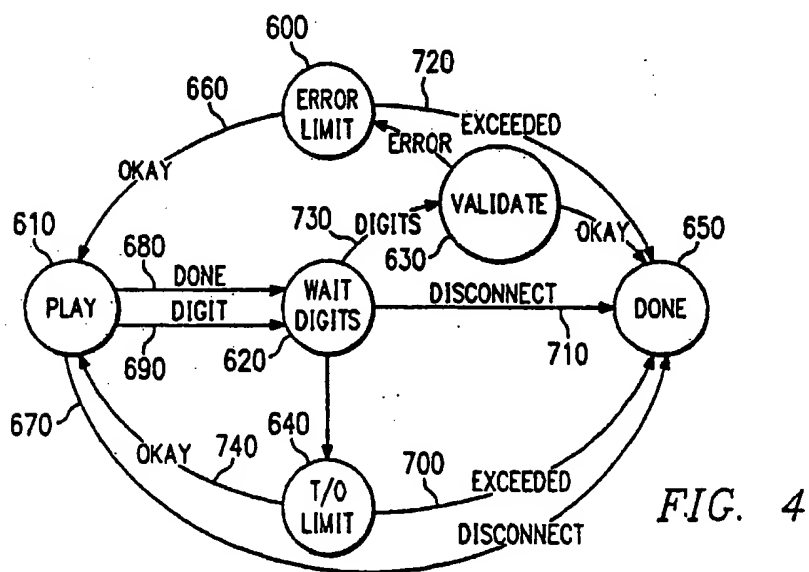 600
720
660
ERROR
LIMIT
EXCEEDED
ERROR
OKAY
610
730
DIGITS
VALIDATE
630
OKAY
650
680
DONE
PLAY
DIGIT
690
WAIT
DIGITS
620
DISCONNECT
710
DONE
670
OKAY
740
640
T/O
LIMIT
700
EXCEEDED
DISCONNECT
FIG. 4